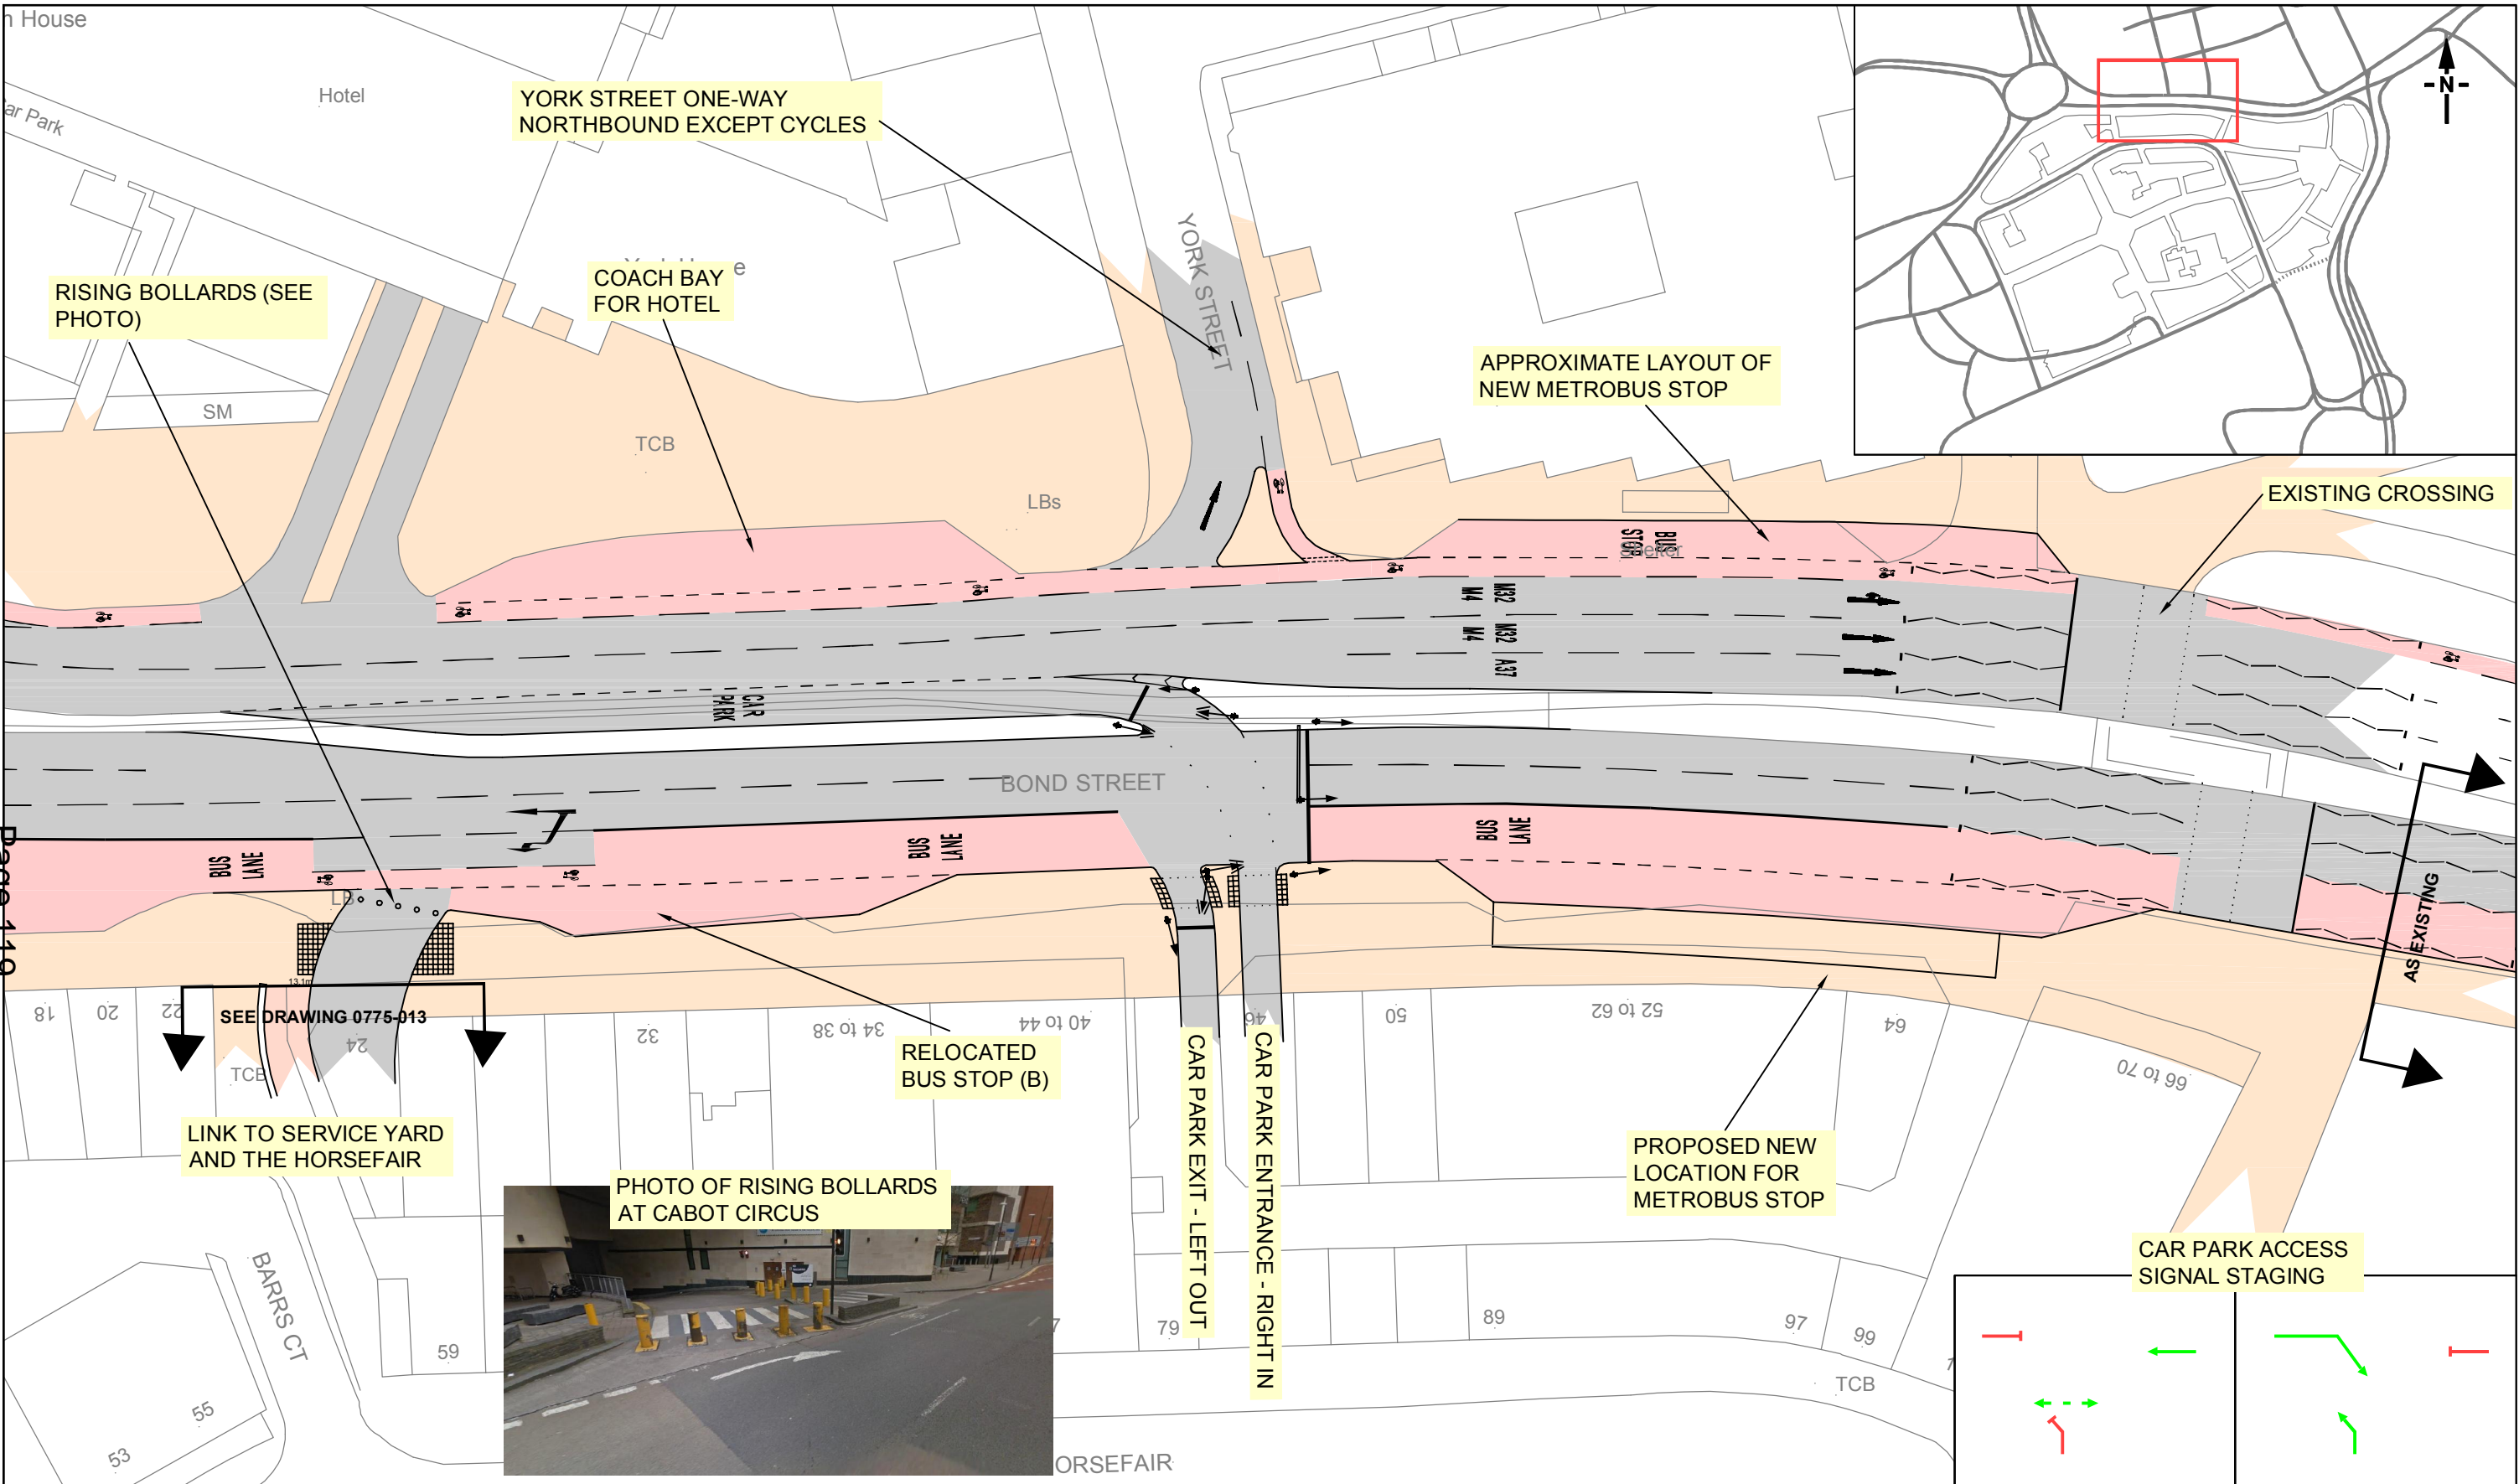 n House
Hotel
ar Park
YORK STREET ONE-WAY
NORTHBOUND EXCEPT CYCLES
-N-
YORK STREET
COACH BAY
FOR HOTEL
RISING BOLLARDS (SEE
PHOTO)
APPROXIMATE LAYOUT OF
NEW METROBUS STOP
SM
TCB
LBs
EXISTING CROSSING
BUS
STOP
Shelter
M32
M4
M32
M4
A37
CAR
PARK
BOND STREET
BUS
LANE
BUS
LANE
BUS
LANE
LB
AS EXISTING
Page 119
13.1m
SEE DRAWING 0775-013
18
20
22
24
32
34 to 38
40 to 44
46
50
52 to 62
64
66 to 70
TCB
RELOCATED
BUS STOP (B)
CAR PARK EXIT - LEFT OUT
CAR PARK ENTRANCE - RIGHT IN
LINK TO SERVICE YARD
AND THE HORSEFAIR
PROPOSED NEW
LOCATION FOR
METROBUS STOP
PHOTO OF RISING BOLLARDS
AT CABOT CIRCUS
BARRS CT
CAR PARK ACCESS
SIGNAL STAGING
59
55
53
79
89
97
99
TCB
ORSEFAIR